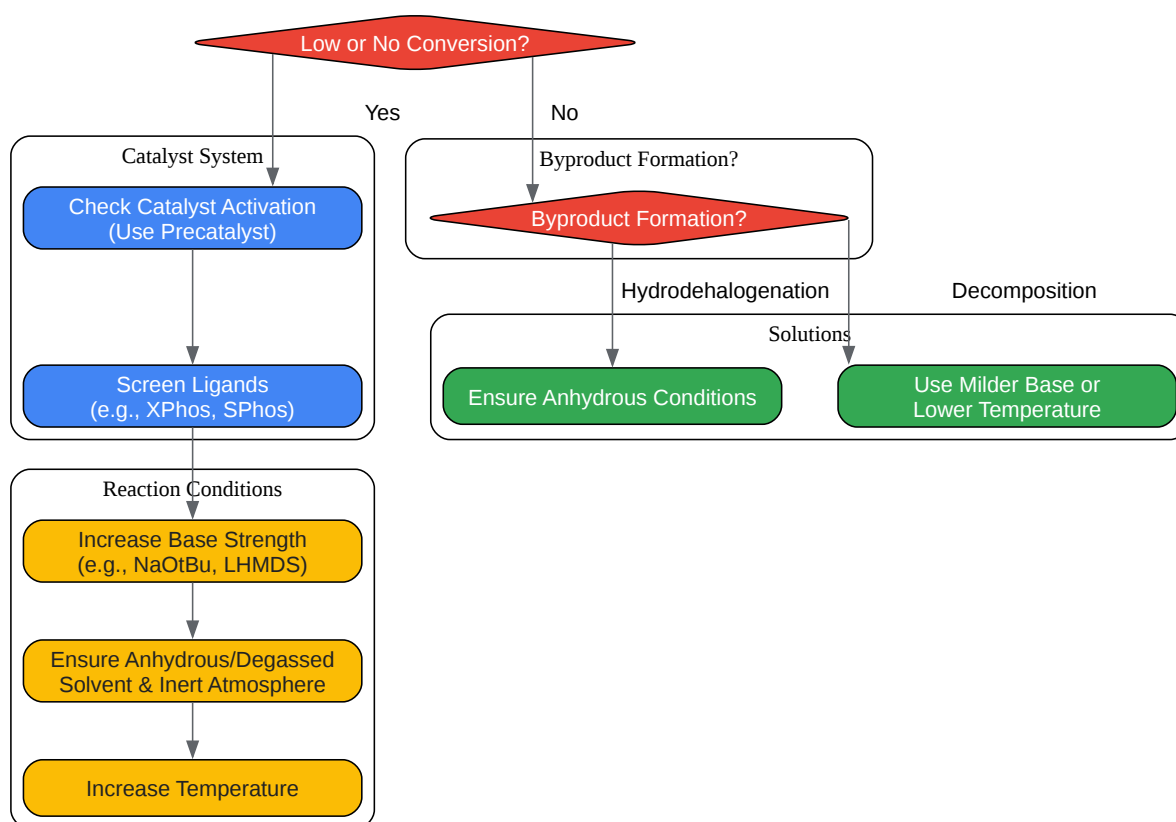 Low or No Conversion?
Yes
No
Catalyst System
Check Catalyst Activation
(Use Precatalyst)
Screen Ligands
(e.g., XPhos, SPhos)
Reaction Conditions
Increase Base Strength
(e.g., NaOtBu, LHMDS)
Ensure Anhydrous/Degassed
Solvent & Inert Atmosphere
Increase Temperature
Byproduct Formation?
Byproduct Formation?
Hydrodehalogenation
Decomposition
Solutions
Ensure Anhydrous Conditions
Use Milder Base or
Lower Temperature